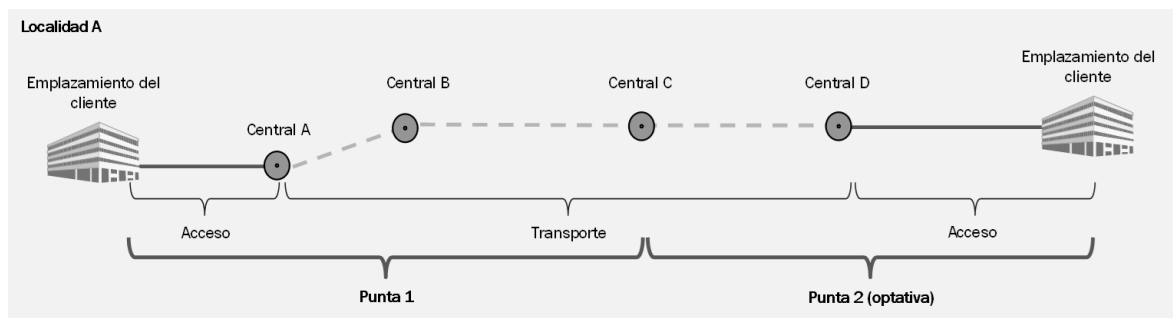 Localidad A
Emplazamiento del
cliente
Central A
Central B
Central C
Central D
Emplazamiento del
cliente
Acceso
Transporte
Acceso
Punta 1
Punta 2 (optativa)